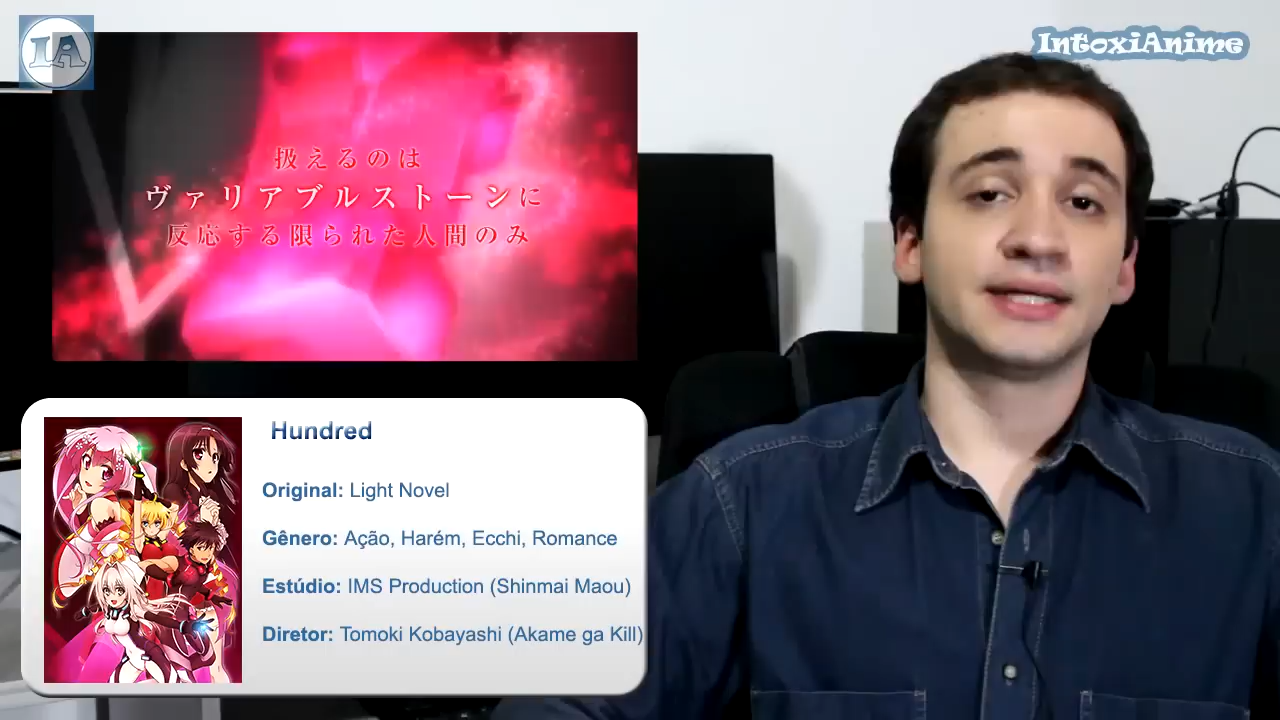 IA
IntoxiAnime
扱えるのは
ヴァリアブルストーンに
反応する限られた人間のみ
Hundred
Original: Light Novel
Gênero: Ação, Harém, Ecchi, Romance
Estúdio: IMS Production (Shinmai Maou)
Diretor: Tomoki Kobayashi (Akame ga Kill)